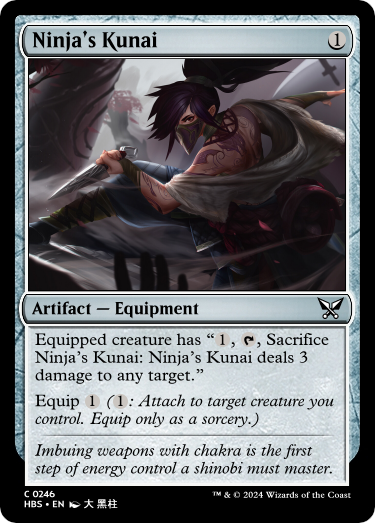 Ninja's Kunai 1
Artifact — Equipment
Equipped creature has “1, , Sacrifice
Ninja's Kunai: Ninja's Kunai deals 3
damage to any target.”
Equip 1 (1: Attach to target creature you
control. Equip only as a sorcery.)
Imbuing weapons with chakra is the first
step of energy control a shinobi must master.
C 0246
HBS • EN 大 黑柱
™ & © 2024 Wizards of the Coast